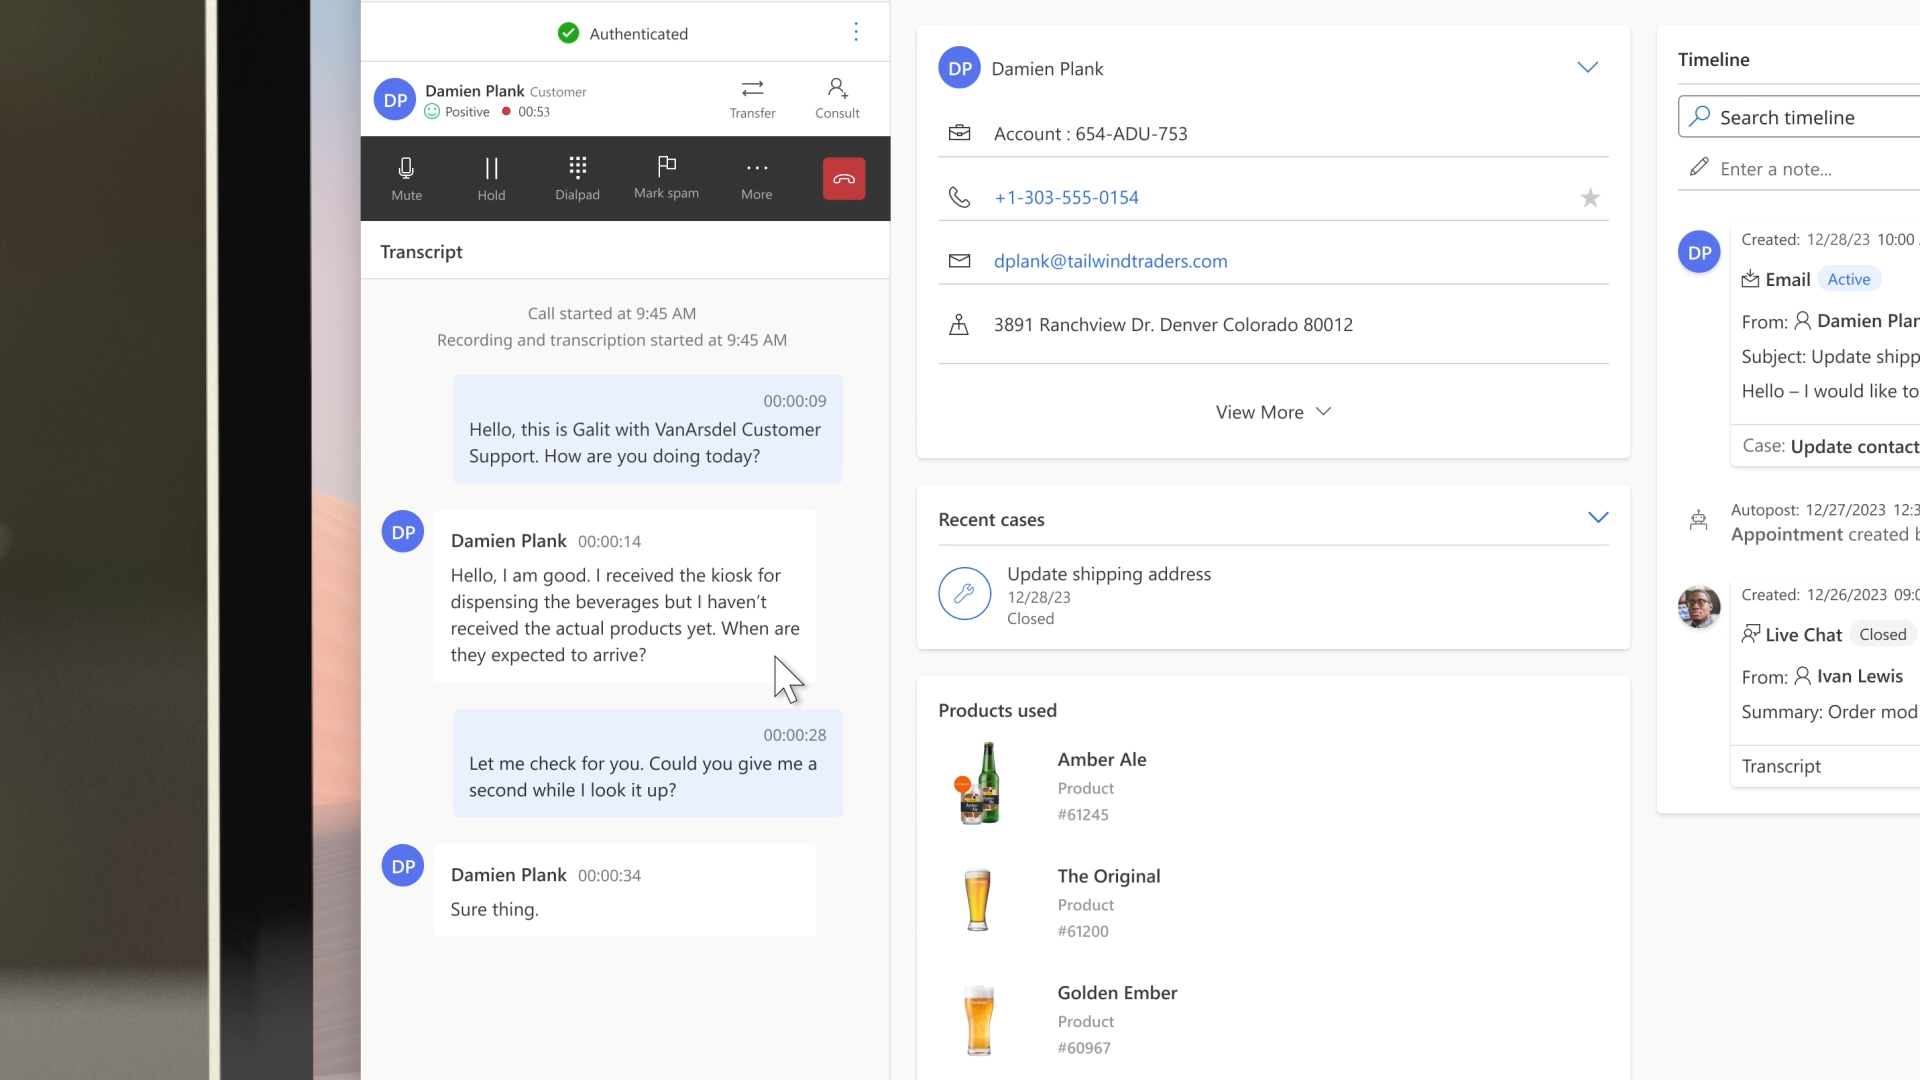 Authenticated
DP
Damien Plank Customer
Positive 00:53
Transfer
Consult
Mute
Hold
Dialpad
Mark spam
More
Transcript
Call started at 9:45 AM
Recording and transcription started at 9:45 AM
00:00:09
Hello, this is Galit with VanArsdel Customer
Support. How are you doing today?
DP
Damien Plank 00:00:14
Hello, I am good. I received the kiosk for
dispensing the beverages but I haven’t
received the actual products yet. When are
they expected to arrive?
00:00:28
Let me check for you. Could you give me a
second while I look it up?
DP
Damien Plank 00:00:34
Sure thing.
DP
Damien Plank
Account : 654-ADU-753
+1-303-555-0154
dplank@tailwindtraders.com
3891 Ranchview Dr. Denver Colorado 80012
View More
Recent cases
Update shipping address
12/28/23
Closed
Products used
Amber Ale
Product
#61245
The Original
Product
#61200
Golden Ember
Product
#60967
Timeline
Search timeline
Enter a note...
DP
Created: 12/28/23 10:00
Email Active
From: Damien Plan
Subject: Update shipp
Hello – I would like to
Case: Update contact
Autopost: 12/27/2023 12:3
Appointment created b
Created: 12/26/2023 09:0
Live Chat Closed
From: Ivan Lewis
Summary: Order mod
Transcript